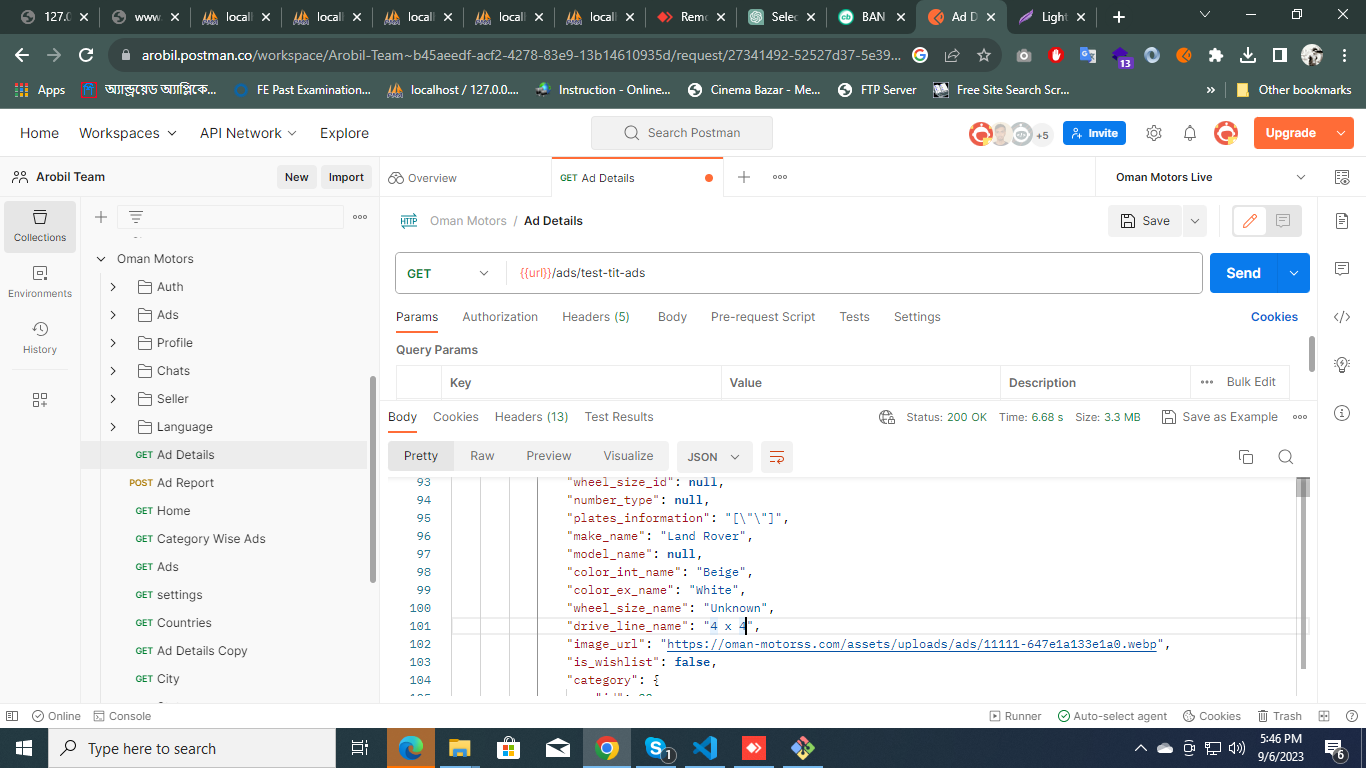 127.0
www.
locall
locall
locall
locall
locall
Remo
Selec
BAN
Ad D
Light
arobil.postman.co/workspace/Arobil-Team~b45aeedf-acf2-4278-83e9-13b14610935d/request/27341492-52527d37-5e39...
13
Apps
অ্যান্ড্রয়েড অ্যাপ্লিকে...
FE Past Examination...
localhost / 127.0.0....
Instruction - Online...
Cinema Bazar - Me...
FTP Server
Free Site Search Scr...
»
Other bookmarks
Home
Workspaces
API Network
Explore
Search Postman
+5
Invite
Upgrade
Arobil Team
New
Import
Overview
GET Ad Details
Oman Motors Live
Collections
Environments
History
Oman Motors
Auth
Ads
Profile
Chats
Seller
Language
GET Ad Details
POST Ad Report
GET Home
GET Category Wise Ads
GET Ads
GET settings
GET Countries
GET Ad Details Copy
GET City
HTTP
Oman Motors / Ad Details
Save
GET
{{url}}/ads/test-tit-ads
Send
Params
Authorization
Headers (5)
Body
Pre-request Script
Tests
Settings
Cookies
Query Params
Key
Value
Description
Bulk Edit
Body
Cookies
Headers (13)
Test Results
Status: 200 OK
Time: 6.68 s
Size: 3.3 MB
Save as Example
Pretty
Raw
Preview
Visualize
JSON
93 "wheel_size_id": null,
94 "number_type": null,
95 "plates_information": "[\"\"]",
96 "make_name": "Land Rover",
97 "model_name": null,
98 "color_int_name": "Beige",
99 "color_ex_name": "White",
100 "wheel_size_name": "Unknown",
101 "drive_line_name": "4 x 4",
102 "image_url": "https://oman-motorss.com/assets/uploads/ads/11111-647e1a133e1a0.webp",
103 "is_wishlist": false,
104 "category": {
Online
Console
Runner
Auto-select agent
Cookies
Trash
Type here to search
1
5:46 PM
9/6/2023
6